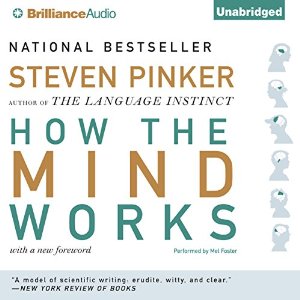 BrillianceAudio
Unabridged
NATIONAL BESTSELLER
STEVEN PINKER
AUTHOR OF THE LANGUAGE INSTINCT
HOW THE
MIND
WORKS
with a new foreword
Performed by Mel Foster
"A model of scientific writing: erudite, witty, and clear."
—NEW YORK REVIEW OF BOOKS